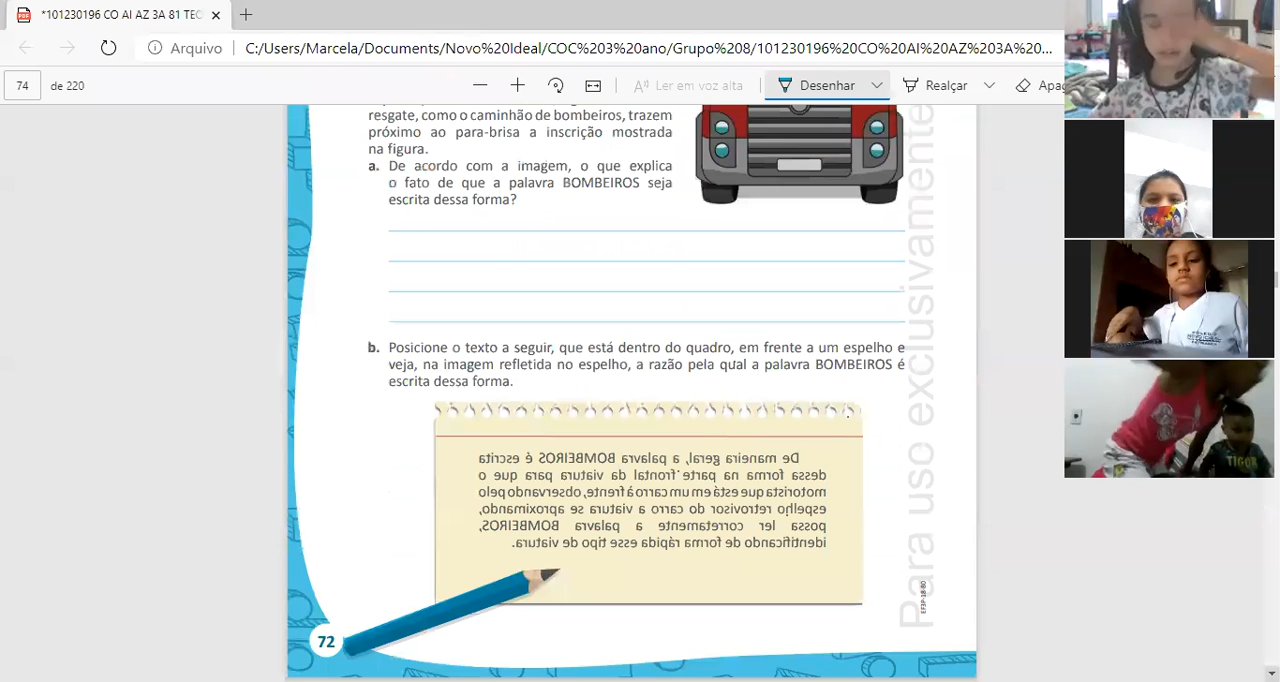 *101230196 CO AI AZ 3A 81 TEC
Arquivo C:/Users/Marcela/Documents/Novo%20Ideal/COC%203%20ano/Grupo%208/101230196%20CO%20AI%20AZ%203A%20...
74 de 220 Ler em voz alta Desenhar Realçar Apag
resgate, como o caminhão de bombeiros, trazem
próximo ao para-brisa a inscrição mostrada
na figura.
a. De acordo com a imagem, o que explica
o fato de que a palavra BOMBEIROS seja
escrita dessa forma?
b. Posicione o texto a seguir, que está dentro do quadro, em frente a um espelho e
veja, na imagem refletida no espelho, a razão pela qual a palavra BOMBEIROS é
escrita dessa forma.
De maneira geral, a palavra BOMBEIROS é escrita
dessa forma na parte frontal da viatura para que o
motorista que está em um carro à frente, observando pelo
espelho retrovisor do carro a viatura se aproximando,
possa ler corretamente a palavra BOMBEIROS,
identificando de forma rápida esse tipo de viatura.
72
Para uso exclusivamente
EF3P-18-80
TIGOR